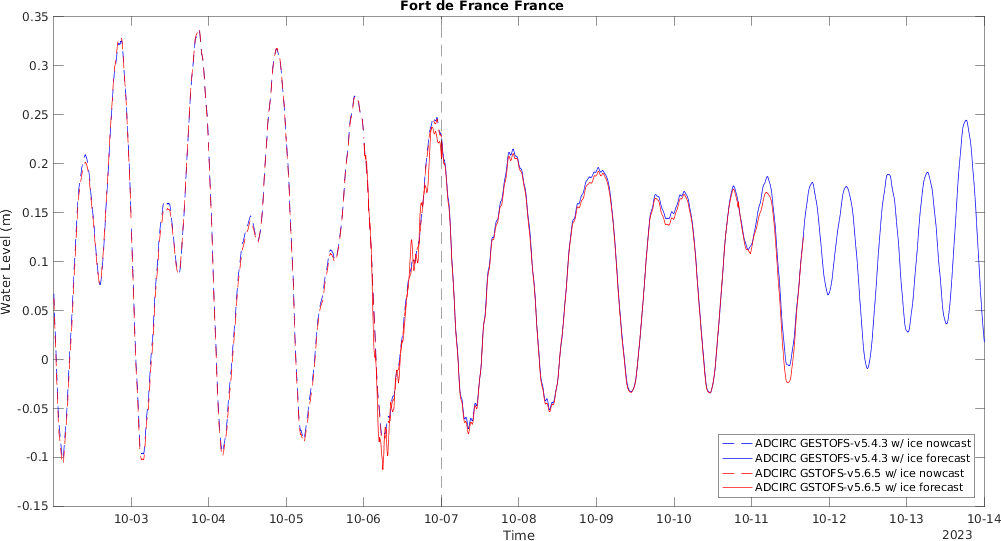 Fort de France France
0.35
0.3
0.25
0.2
0.15
0.1
0.05
0
-0.05
-0.1
-0.15
Water Level (m)
ADCIRC GESTOFS-v5.4.3 w/ ice nowcast
ADCIRC GESTOFS-v5.4.3 w/ ice forecast
ADCIRC GSTOFS-v5.6.5 w/ ice nowcast
ADCIRC GSTOFS-v5.6.5 w/ ice forecast
10-03 10-04 10-05 10-06 10-07 10-08 10-09 10-10 10-11 10-12 10-13 10-14
Time
2023